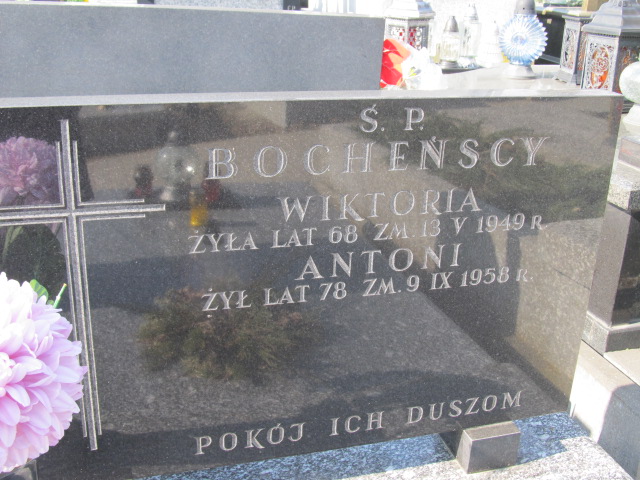 Ś. P.
BOCHEŃSCY
WIKTORIA
ŻYŁA LAT 68 ZM 13 V 1949 R.
ANTONI
ŻYŁ LAT 78 ZM. 9 IX 1958 R.
POKÓJ ICH DUSZOM